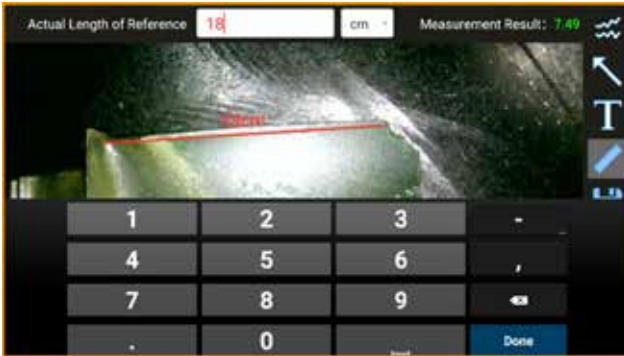 Actual Length of Reference 18 cm Measurement Result: 7.49
T
1 2 3 -
4 5 6 ,
7 8 9
. 0
Done